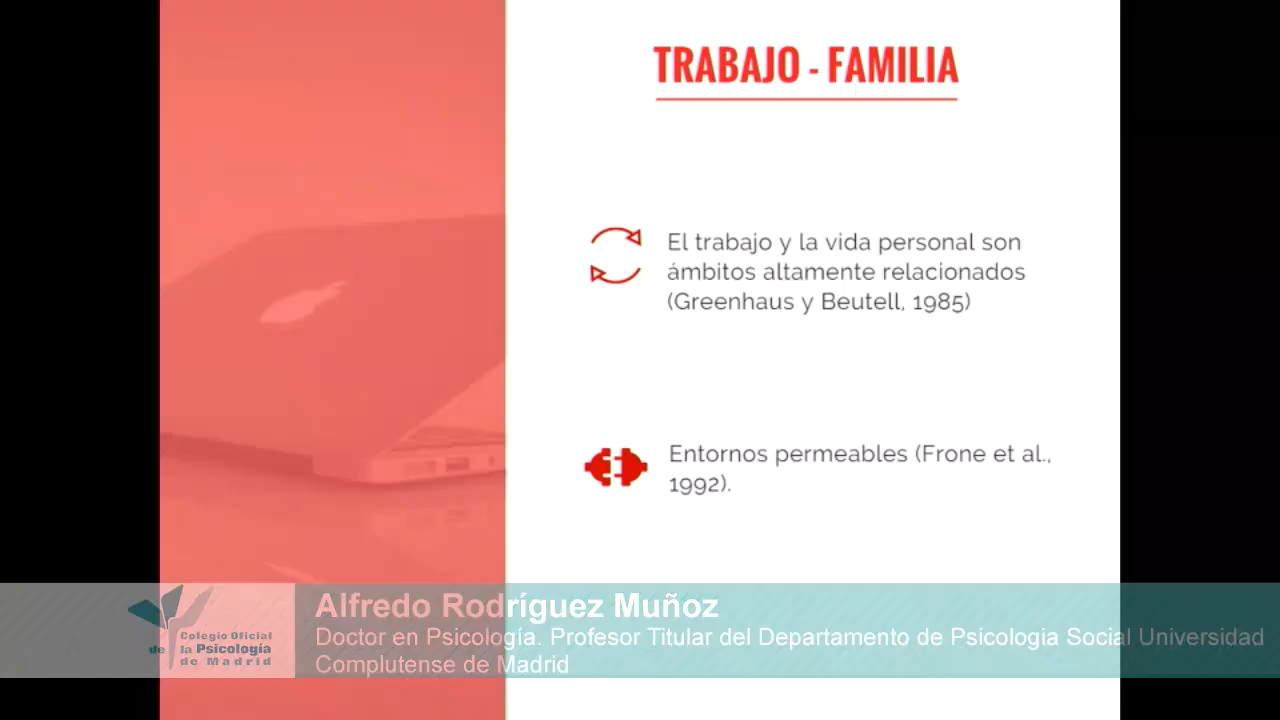 TRABAJO - FAMILIA
El trabajo y la vida personal son
ámbitos altamente relacionados
(Greenhaus y Beutell, 1985)
Entornos permeables (Frone et al.,
1992).
Colegio Oficial
de la Psicología
de Madrid
Alfredo Rodríguez Muñoz
Doctor en Psicología. Profesor Titular del Departamento de Psicologia Social Universidad
Complutense de Madrid